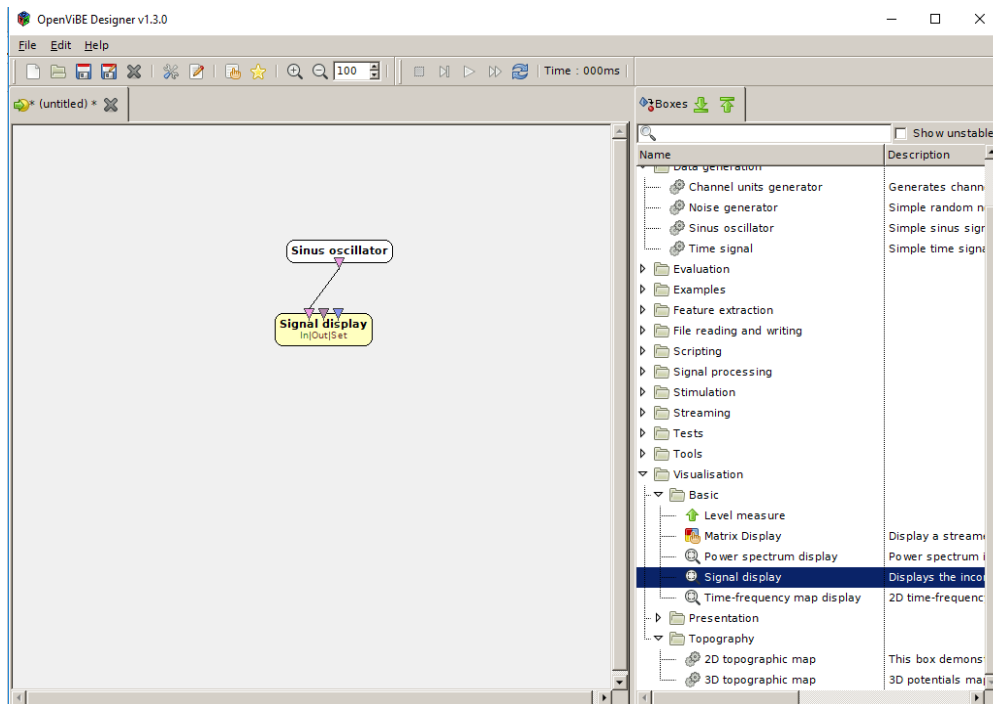 OpenViBE Designer v1.3.0
File Edit Help
100 Time : 000ms
* (untitled) *
Boxes
Show unstable
Name Description
Data generation
Channel units generator Generates chann
Noise generator Simple random n
Sinus oscillator Simple sinus sigr
Time signal Simple time signa
Evaluation
Examples
Feature extraction
File reading and writing
Scripting
Signal processing
Stimulation
Streaming
Tests
Tools
Visualisation
Basic
Level measure
Matrix Display Display a stream
Power spectrum display Power spectrum i
Signal display Displays the inco
Time-frequency map display 2D time-frequenc
Presentation
Topography
2D topographic map This box demons
3D topographic map 3D potentials map
Sinus oscillator
Signal display
In|Out|Set